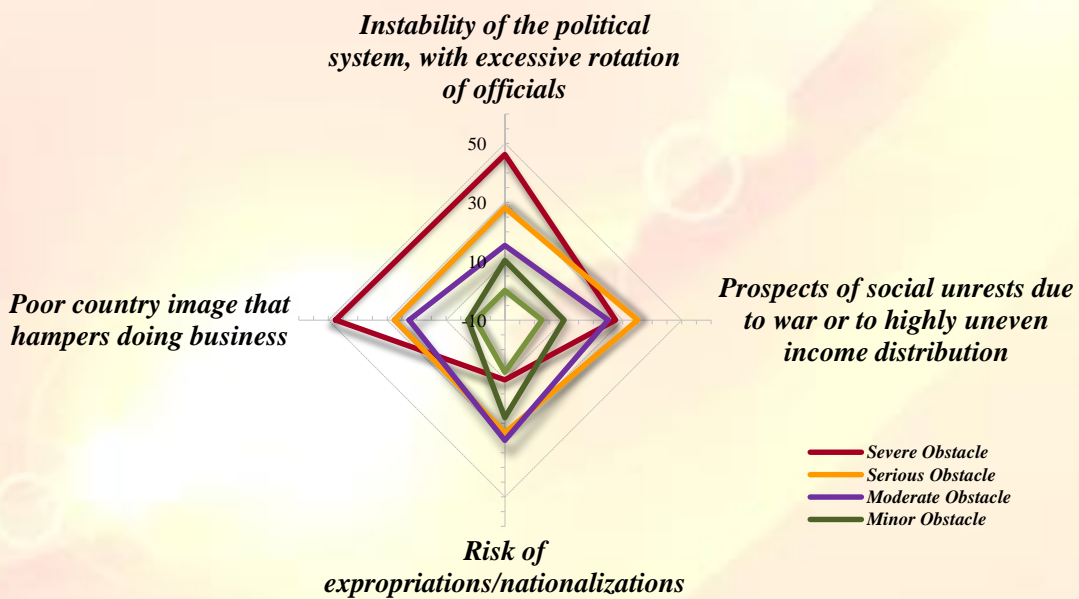 Instability of the political
system, with excessive rotation
of officials
50
30
10
-10
Poor country image that
hampers doing business
Prospects of social unrests due
to war or to highly uneven
income distribution
Severe Obstacle
Serious Obstacle
Moderate Obstacle
Minor Obstacle
Risk of
expropriations/nationalizations